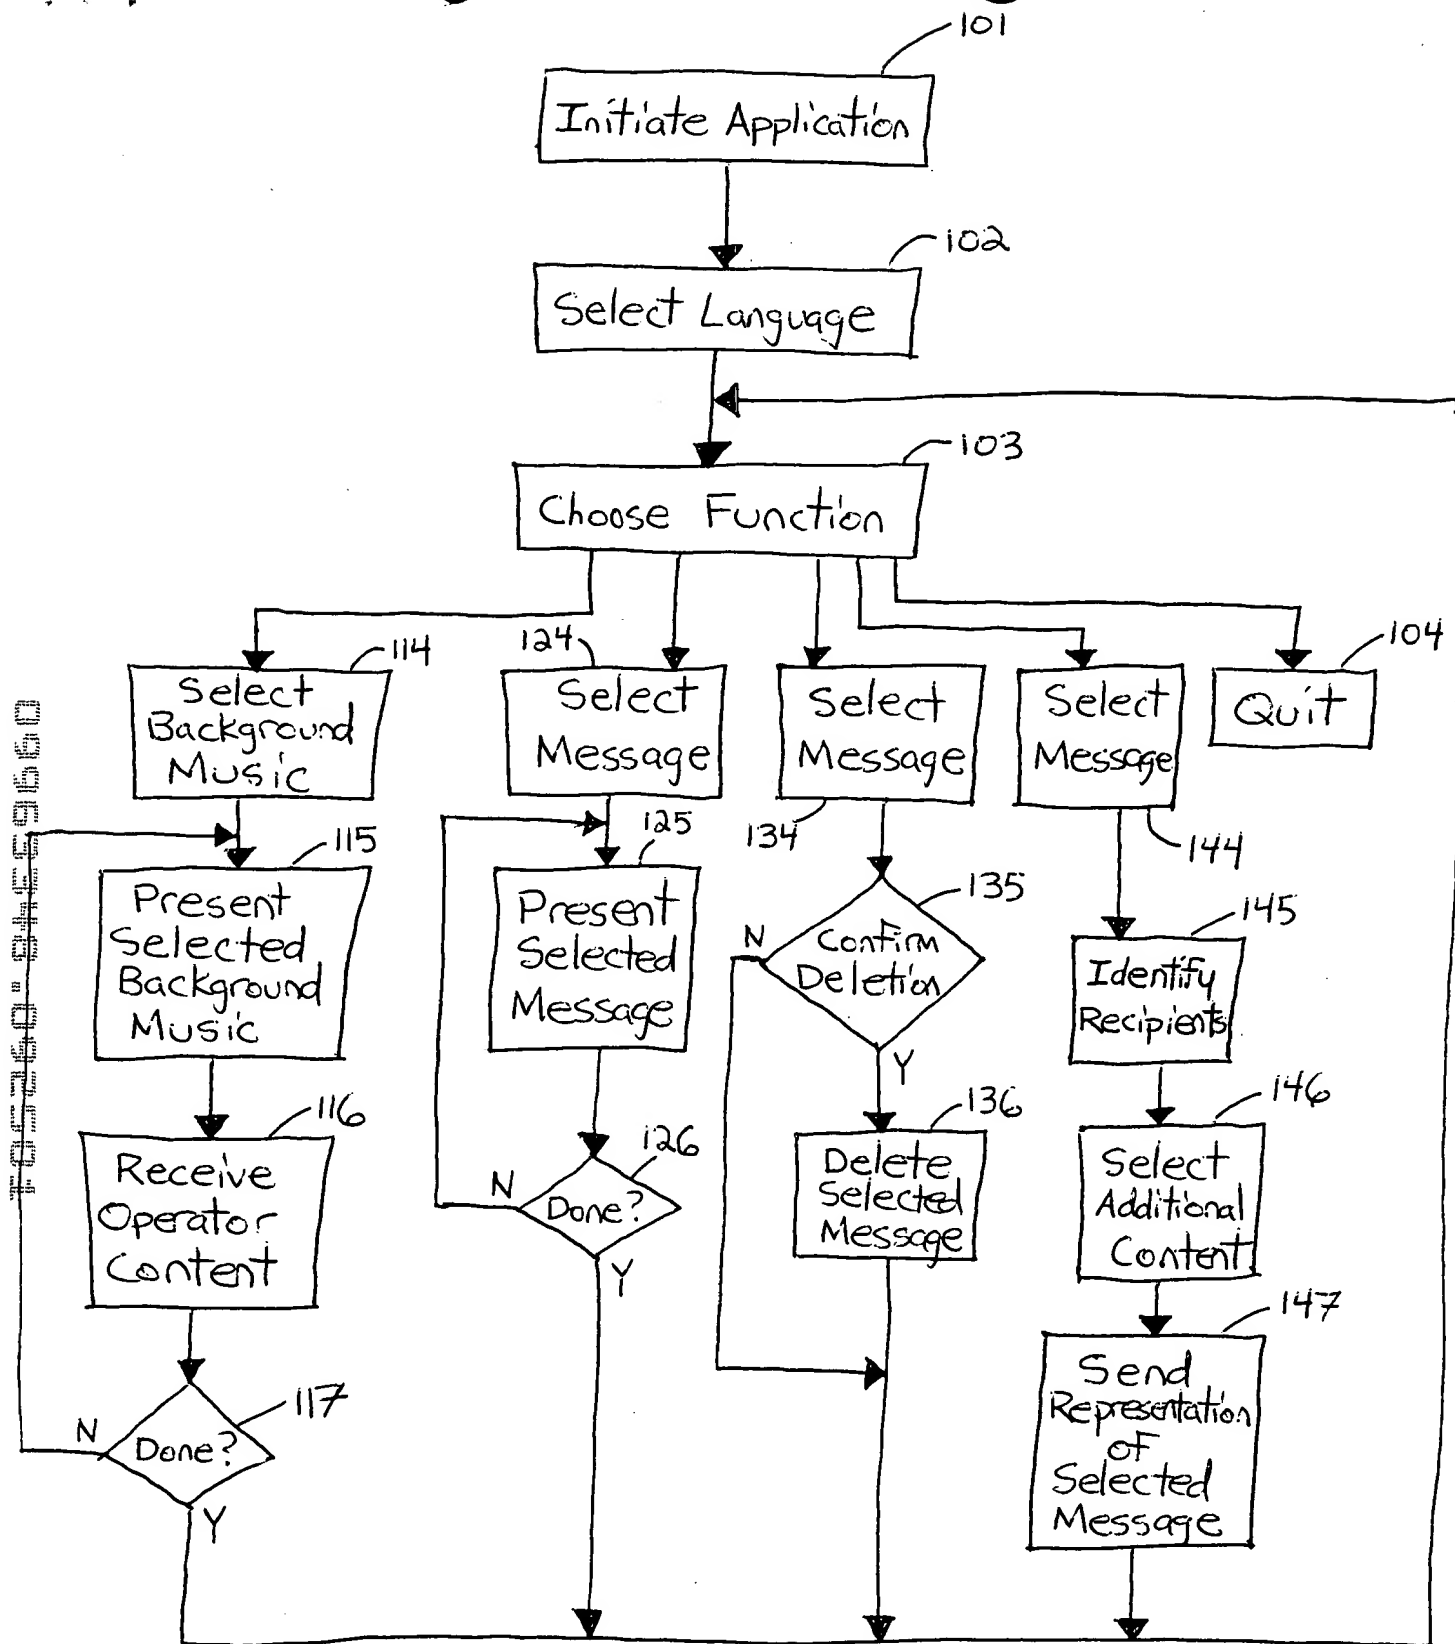 101
Initiate Application
102
Select Language
103
Choose Function
114
Select
Background
Music
124
Select
Message
Select
Message
134
Select
Message
144
104
Quit
115
Present
Selected
Background
Music
125
Present
Selected
Message
135
Confirm
Deletion
N
Y
145
Identify
Recipients
116
Receive
Operator
Content
126
Done?
N
Y
136
Delete
Selected
Message
146
Select
Additional
Content
117
Done?
N
Y
147
Send
Representation
of
Selected
Message